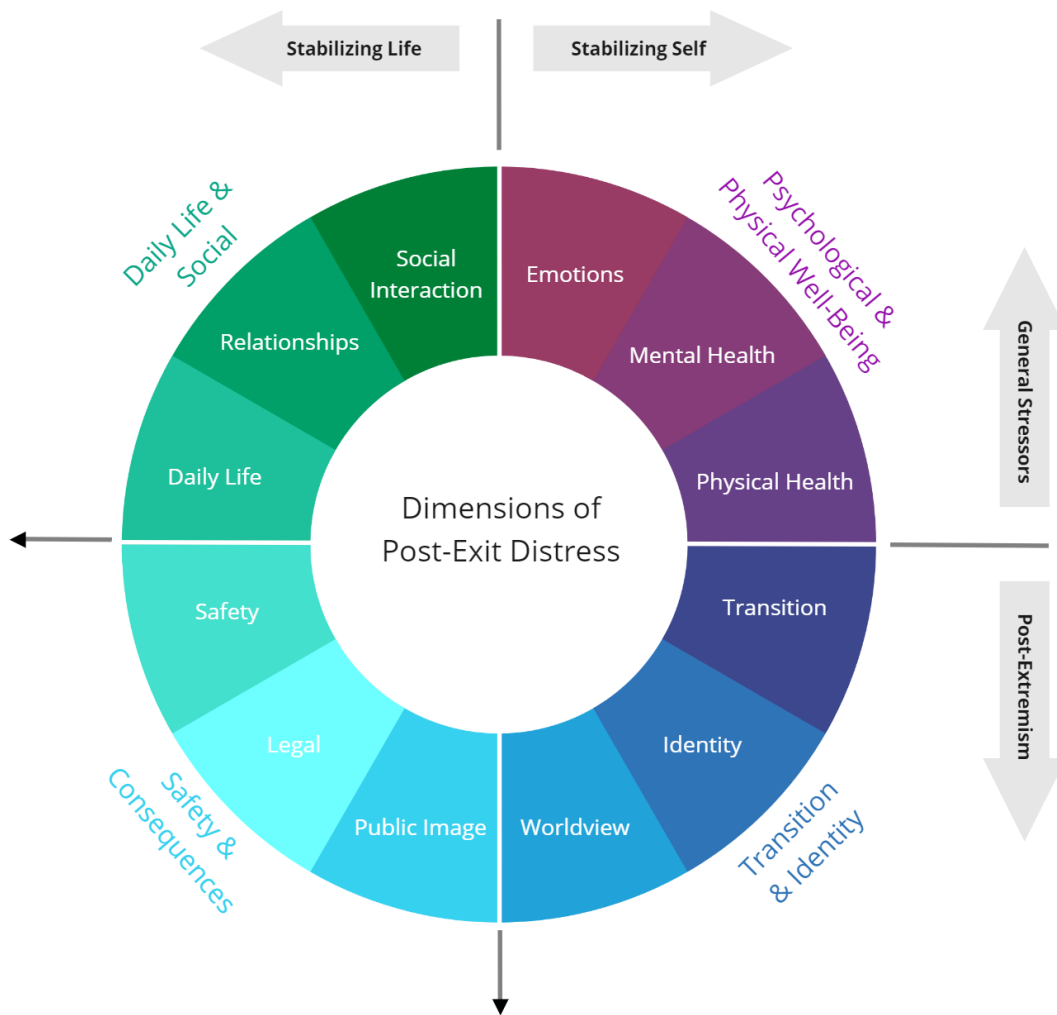 Stabilizing Life
Stabilizing Self
Daily Life &
Social
Psychological &
Physical Well-Being
Social
Interaction
Emotions
Relationships
Mental Health
General Stressors
Daily Life
Physical Health
Dimensions of
Post-Exit Distress
Safety
Transition
Post-Extremism
Legal
Identity
Public Image
Worldview
Safety &
Consequences
Transition
& Identity